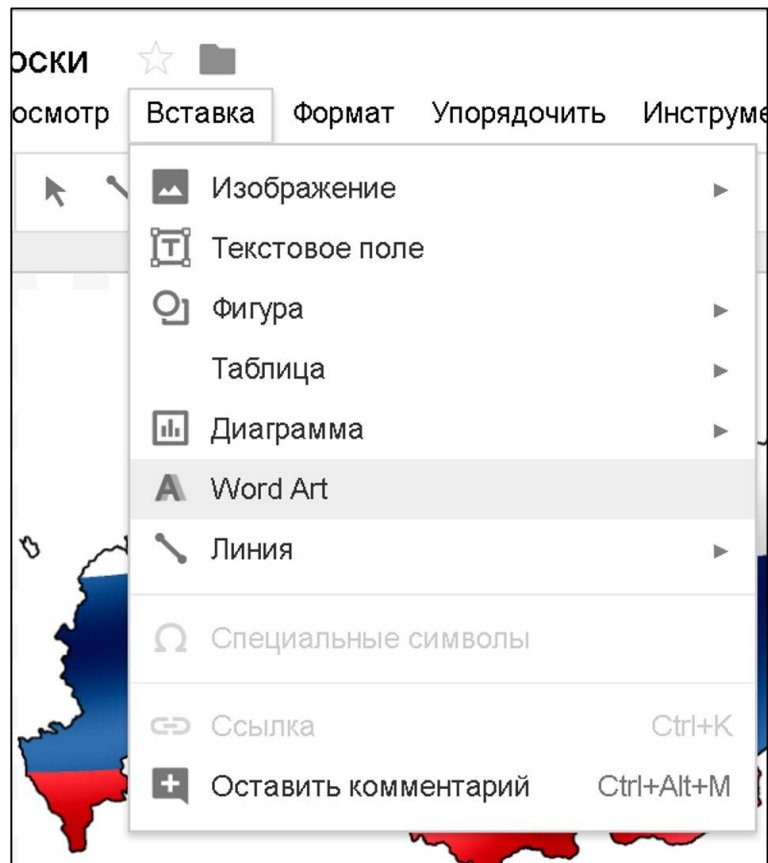 оски
осмотр Вставка Формат Упорядочить Инструме
Изображение
Текстовое поле
Фигура
Таблица
Диаграмма
Word Art
Линия
Специальные символы
Ссылка Ctrl+K
Оставить комментарий Ctrl+Alt+M